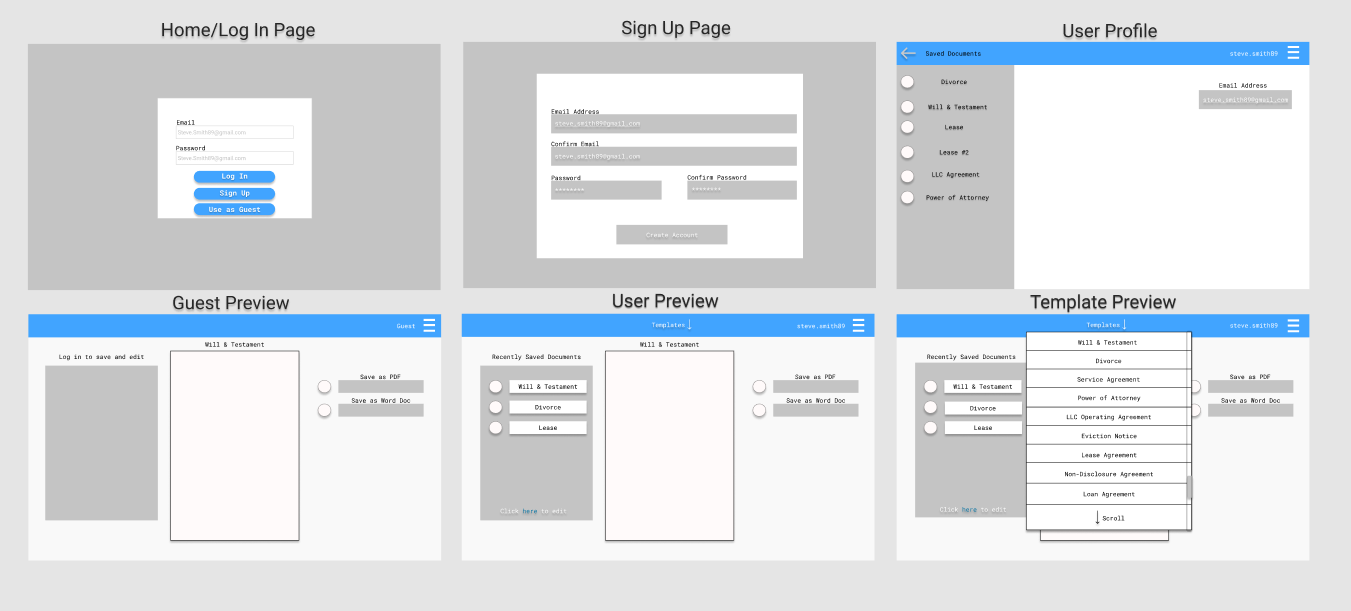 Home/Log In Page
Email
Steve.Smith89@gmail.com
Password
Steve.Smith89@gmail.com
Log In
Sign Up
Use as Guest
Sign Up Page
Email Address
steve.smith89@gmail.com
Confirm Email
steve.smith89@gmail.com
Password
Confirm Password
********
********
Create Account
User Profile
Saved Documents
steve.smith89
Divorce
Will & Testament
Lease
Lease #2
LLC Agreement
Power of Attorney
Email Address
steve.smith89@gmail.com
Guest Preview
Guest
Will & Testament
Log in to save and edit
Save as PDF
Save as Word Doc
User Preview
Templates ↓
steve.smith89
Will & Testament
Recently Saved Documents
Will & Testament
Divorce
Lease
Click here to edit
Save as PDF
Save as Word Doc
Template Preview
Templates ↓
steve.smith89
Recently Saved Documents
Will & Testament
Divorce
Lease
Click here to edit
Will & Testament
Divorce
Service Agreement
Power of Attorney
LLC Operating Agreement
Eviction Notice
Lease Agreement
Non-Disclosure Agreement
Loan Agreement
↓ Scroll
Save as PDF
Save as Word Doc